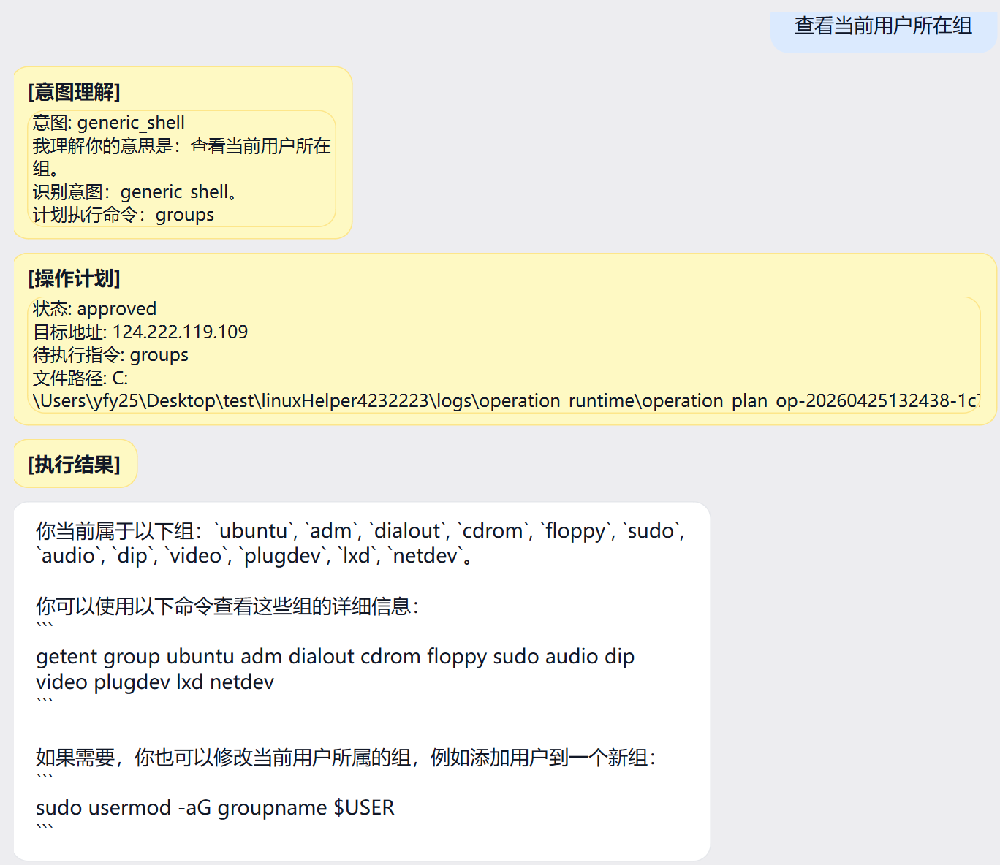 查看当前用户所在组
[意图理解]
意图: generic_shell
我理解你的意思是：查看当前用户所在
组。
识别意图：generic_shell。
计划执行命令：groups
[操作计划]
状态: approved
目标地址: 124.222.119.109
待执行指令: groups
文件路径: C:
\Users\yfy25\Desktop\test\linuxHelper4232223\logs\operation_runtime\operation_plan_op-20260425132438-1c
[执行结果]
你当前属于以下组：`ubuntu`, `adm`, `dialout`, `cdrom`, `floppy`, `sudo`,
`audio`, `dip`, `video`, `plugdev`, `lxd`, `netdev`。
你可以使用以下命令查看这些组的详细信息：
```
getent group ubuntu adm dialout cdrom floppy sudo audio dip
video plugdev lxd netdev
```
如果需要，你也可以修改当前用户所属的组，例如添加用户到一个新组：
```
sudo usermod -aG groupname $USER
```